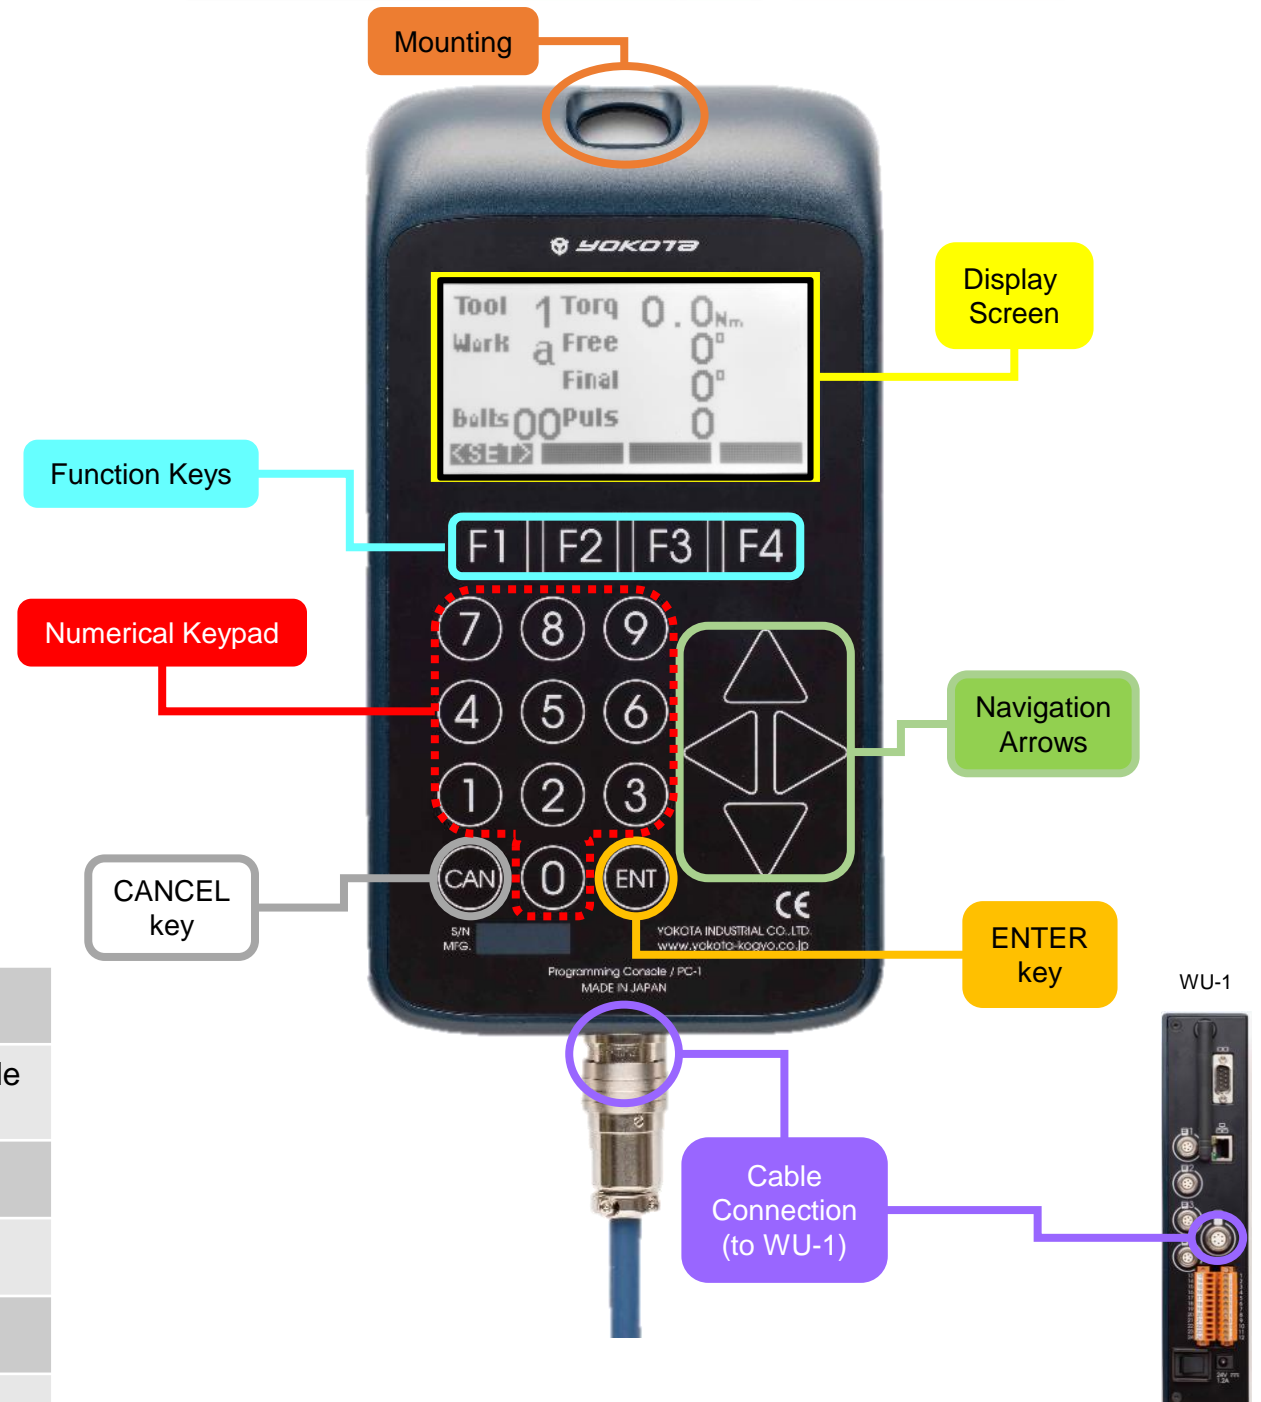 Mounting
YOKOTA
Display
Screen
Tool 1 Torq 0.0Nm
Work a Free 0°
Final 0°
Bolts 00 Puls 0
<SET>
Function Keys
F1 F2 F3 F4
Numerical Keypad
7 8 9
4 5 6
1 2 3
CAN 0 ENT
Navigation
Arrows
CANCEL
key
CE
S/N
MFG.
YOKOTA INDUSTRIAL CO.,LTD.
www.yokota-kogyo.co.jp
Programming Console / PC-1
MADE IN JAPAN
ENTER
key
WU-1
le
Cable
Connection
(to WU-1)
24V
1.2A